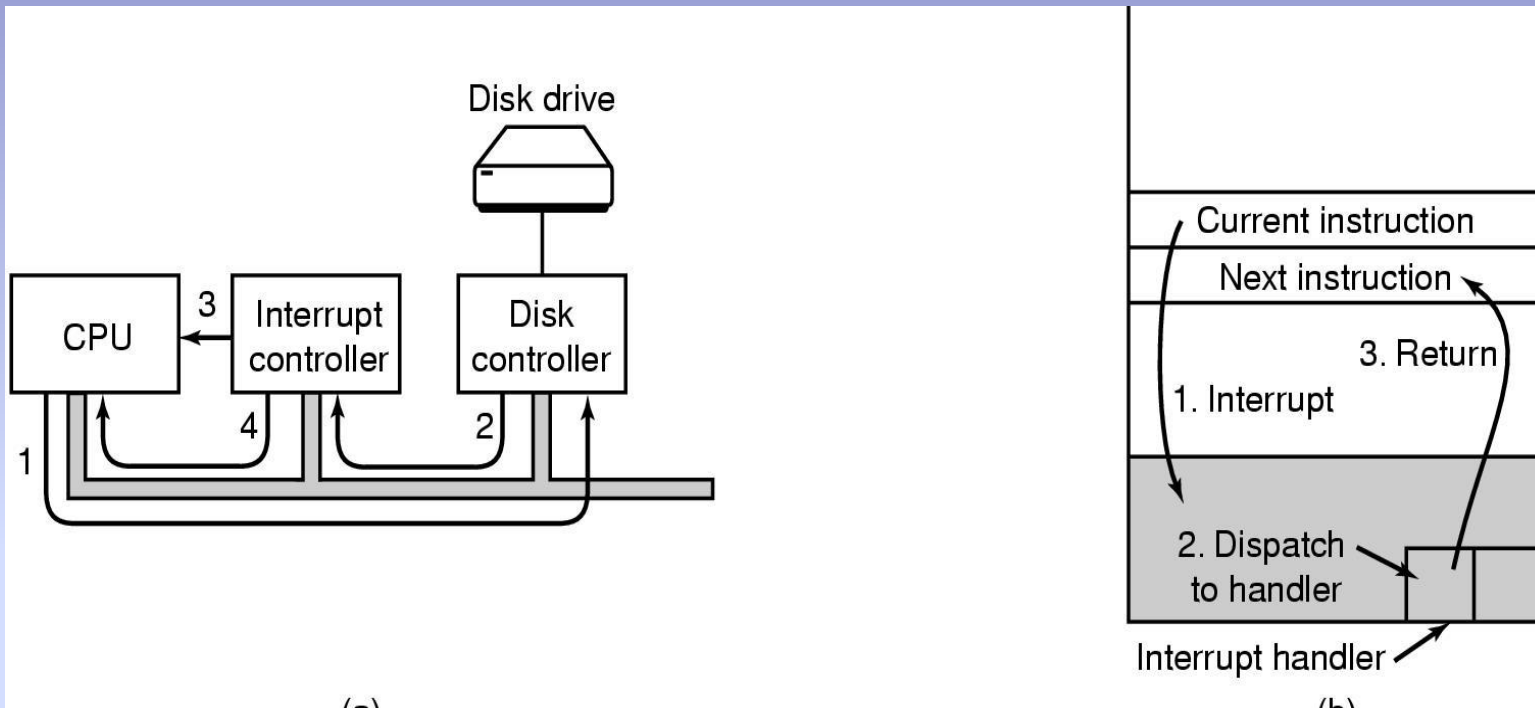 Disk drive
CPU
3
Interrupt
controller
Disk
controller
1
4
2
(a)
Current instruction
Next instruction
3. Return
1. Interrupt
2. Dispatch
to handler
Interrupt handler
(b)